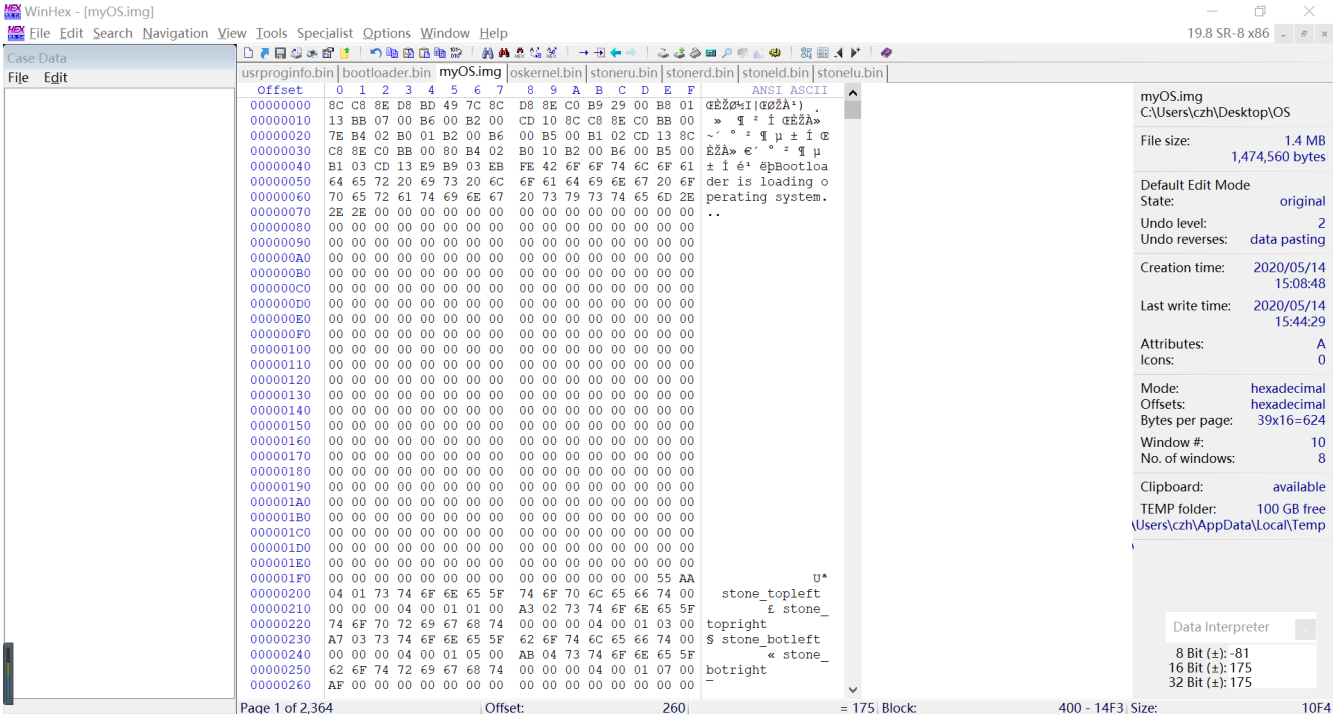 WinHex - [myOS.img]
File Edit Search Navigation View Tools Specialist Options Window Help 19.8 SR-8 x86
Case Data
File Edit
usrproginfo.bin bootloader.bin myOS.img oskernel.bin stoneru.bin stonerd.bin stoneld.bin stonelu.bin
Offset 0 1 2 3 4 5 6 7 8 9 A B C D E F ANSI ASCII
00000000 8C C8 8E D8 BD 49 7C 8C D8 8E C0 B9 29 00 B8 01 ŒÈŽØ½I|ŒØŽÀ¹) ¸
00000010 13 BB 07 00 B6 00 B2 00 CD 10 8C C8 8E C0 BB 00 » ¶ ² Í ŒÈŽÀ»
00000020 7E B4 02 B0 01 B2 00 B6 00 B5 00 B1 02 CD 13 8C ~´ ° ² ¶ µ ± Í Œ
00000030 C8 8E C0 BB 00 80 B4 02 B0 10 B2 00 B6 00 B5 00 ÈŽÀ» €´ ° ² ¶ µ
00000040 B1 03 CD 13 E9 B9 03 EB FE 42 6F 6F 74 6C 6F 61 ± Í é¹ ëþBootloa
00000050 64 65 72 20 69 73 20 6C 6F 61 64 69 6E 67 20 6F der is loading o
00000060 70 65 72 61 74 69 6E 67 20 73 79 73 74 65 6D 2E perating system.
00000070 2E 2E 00 00 00 00 00 00 00 00 00 00 00 00 00 00 ..
00000080 00 00 00 00 00 00 00 00 00 00 00 00 00 00 00 00
00000090 00 00 00 00 00 00 00 00 00 00 00 00 00 00 00 00
000000A0 00 00 00 00 00 00 00 00 00 00 00 00 00 00 00 00
000000B0 00 00 00 00 00 00 00 00 00 00 00 00 00 00 00 00
000000C0 00 00 00 00 00 00 00 00 00 00 00 00 00 00 00 00
000000D0 00 00 00 00 00 00 00 00 00 00 00 00 00 00 00 00
000000E0 00 00 00 00 00 00 00 00 00 00 00 00 00 00 00 00
000000F0 00 00 00 00 00 00 00 00 00 00 00 00 00 00 00 00
00000100 00 00 00 00 00 00 00 00 00 00 00 00 00 00 00 00
00000110 00 00 00 00 00 00 00 00 00 00 00 00 00 00 00 00
00000120 00 00 00 00 00 00 00 00 00 00 00 00 00 00 00 00
00000130 00 00 00 00 00 00 00 00 00 00 00 00 00 00 00 00
00000140 00 00 00 00 00 00 00 00 00 00 00 00 00 00 00 00
00000150 00 00 00 00 00 00 00 00 00 00 00 00 00 00 00 00
00000160 00 00 00 00 00 00 00 00 00 00 00 00 00 00 00 00
00000170 00 00 00 00 00 00 00 00 00 00 00 00 00 00 00 00
00000180 00 00 00 00 00 00 00 00 00 00 00 00 00 00 00 00
00000190 00 00 00 00 00 00 00 00 00 00 00 00 00 00 00 00
000001A0 00 00 00 00 00 00 00 00 00 00 00 00 00 00 00 00
000001B0 00 00 00 00 00 00 00 00 00 00 00 00 00 00 00 00
000001C0 00 00 00 00 00 00 00 00 00 00 00 00 00 00 00 00
000001D0 00 00 00 00 00 00 00 00 00 00 00 00 00 00 00 00
000001E0 00 00 00 00 00 00 00 00 00 00 00 00 00 00 00 00
000001F0 00 00 00 00 00 00 00 00 00 00 00 00 00 00 55 AA Uª
00000200 04 01 73 74 6F 6E 65 5F 74 6F 70 6C 65 66 74 00 stone_topleft
00000210 00 00 00 04 00 01 01 00 A3 02 73 74 6F 6E 65 5F £ stone_
00000220 74 6F 70 72 69 67 68 74 00 00 00 04 00 01 03 00 topright
00000230 A7 03 73 74 6F 6E 65 5F 62 6F 74 6C 65 66 74 00 § stone_botleft
00000240 00 00 00 04 00 01 05 00 AB 04 73 74 6F 6E 65 5F « stone_
00000250 62 6F 74 72 69 67 68 74 00 00 00 04 00 01 07 00 botright
00000260 AF 00 00 00 00 00 00 00 00 00 00 00 00 00 00 00 ¯
Page 1 of 2,364 Offset: 260 = 175 Block: 400 - 14F3 Size: 10F4
myOS.img
C:\Users\czh\Desktop\OS
File size: 1.4 MB
1,474,560 bytes
Default Edit Mode
State: original
Undo level: 2
Undo reverses: data pasting
Creation time: 2020/05/14
15:08:48
Last write time: 2020/05/14
15:44:29
Attributes: A
Icons: 0
Mode: hexadecimal
Offsets: hexadecimal
Bytes per page: 39x16=624
Window #: 10
No. of windows: 8
Clipboard: available
TEMP folder: 100 GB free
\Users\czh\AppData\Local\Temp
Data Interpreter
8 Bit (±): -81
16 Bit (±): 175
32 Bit (±): 175